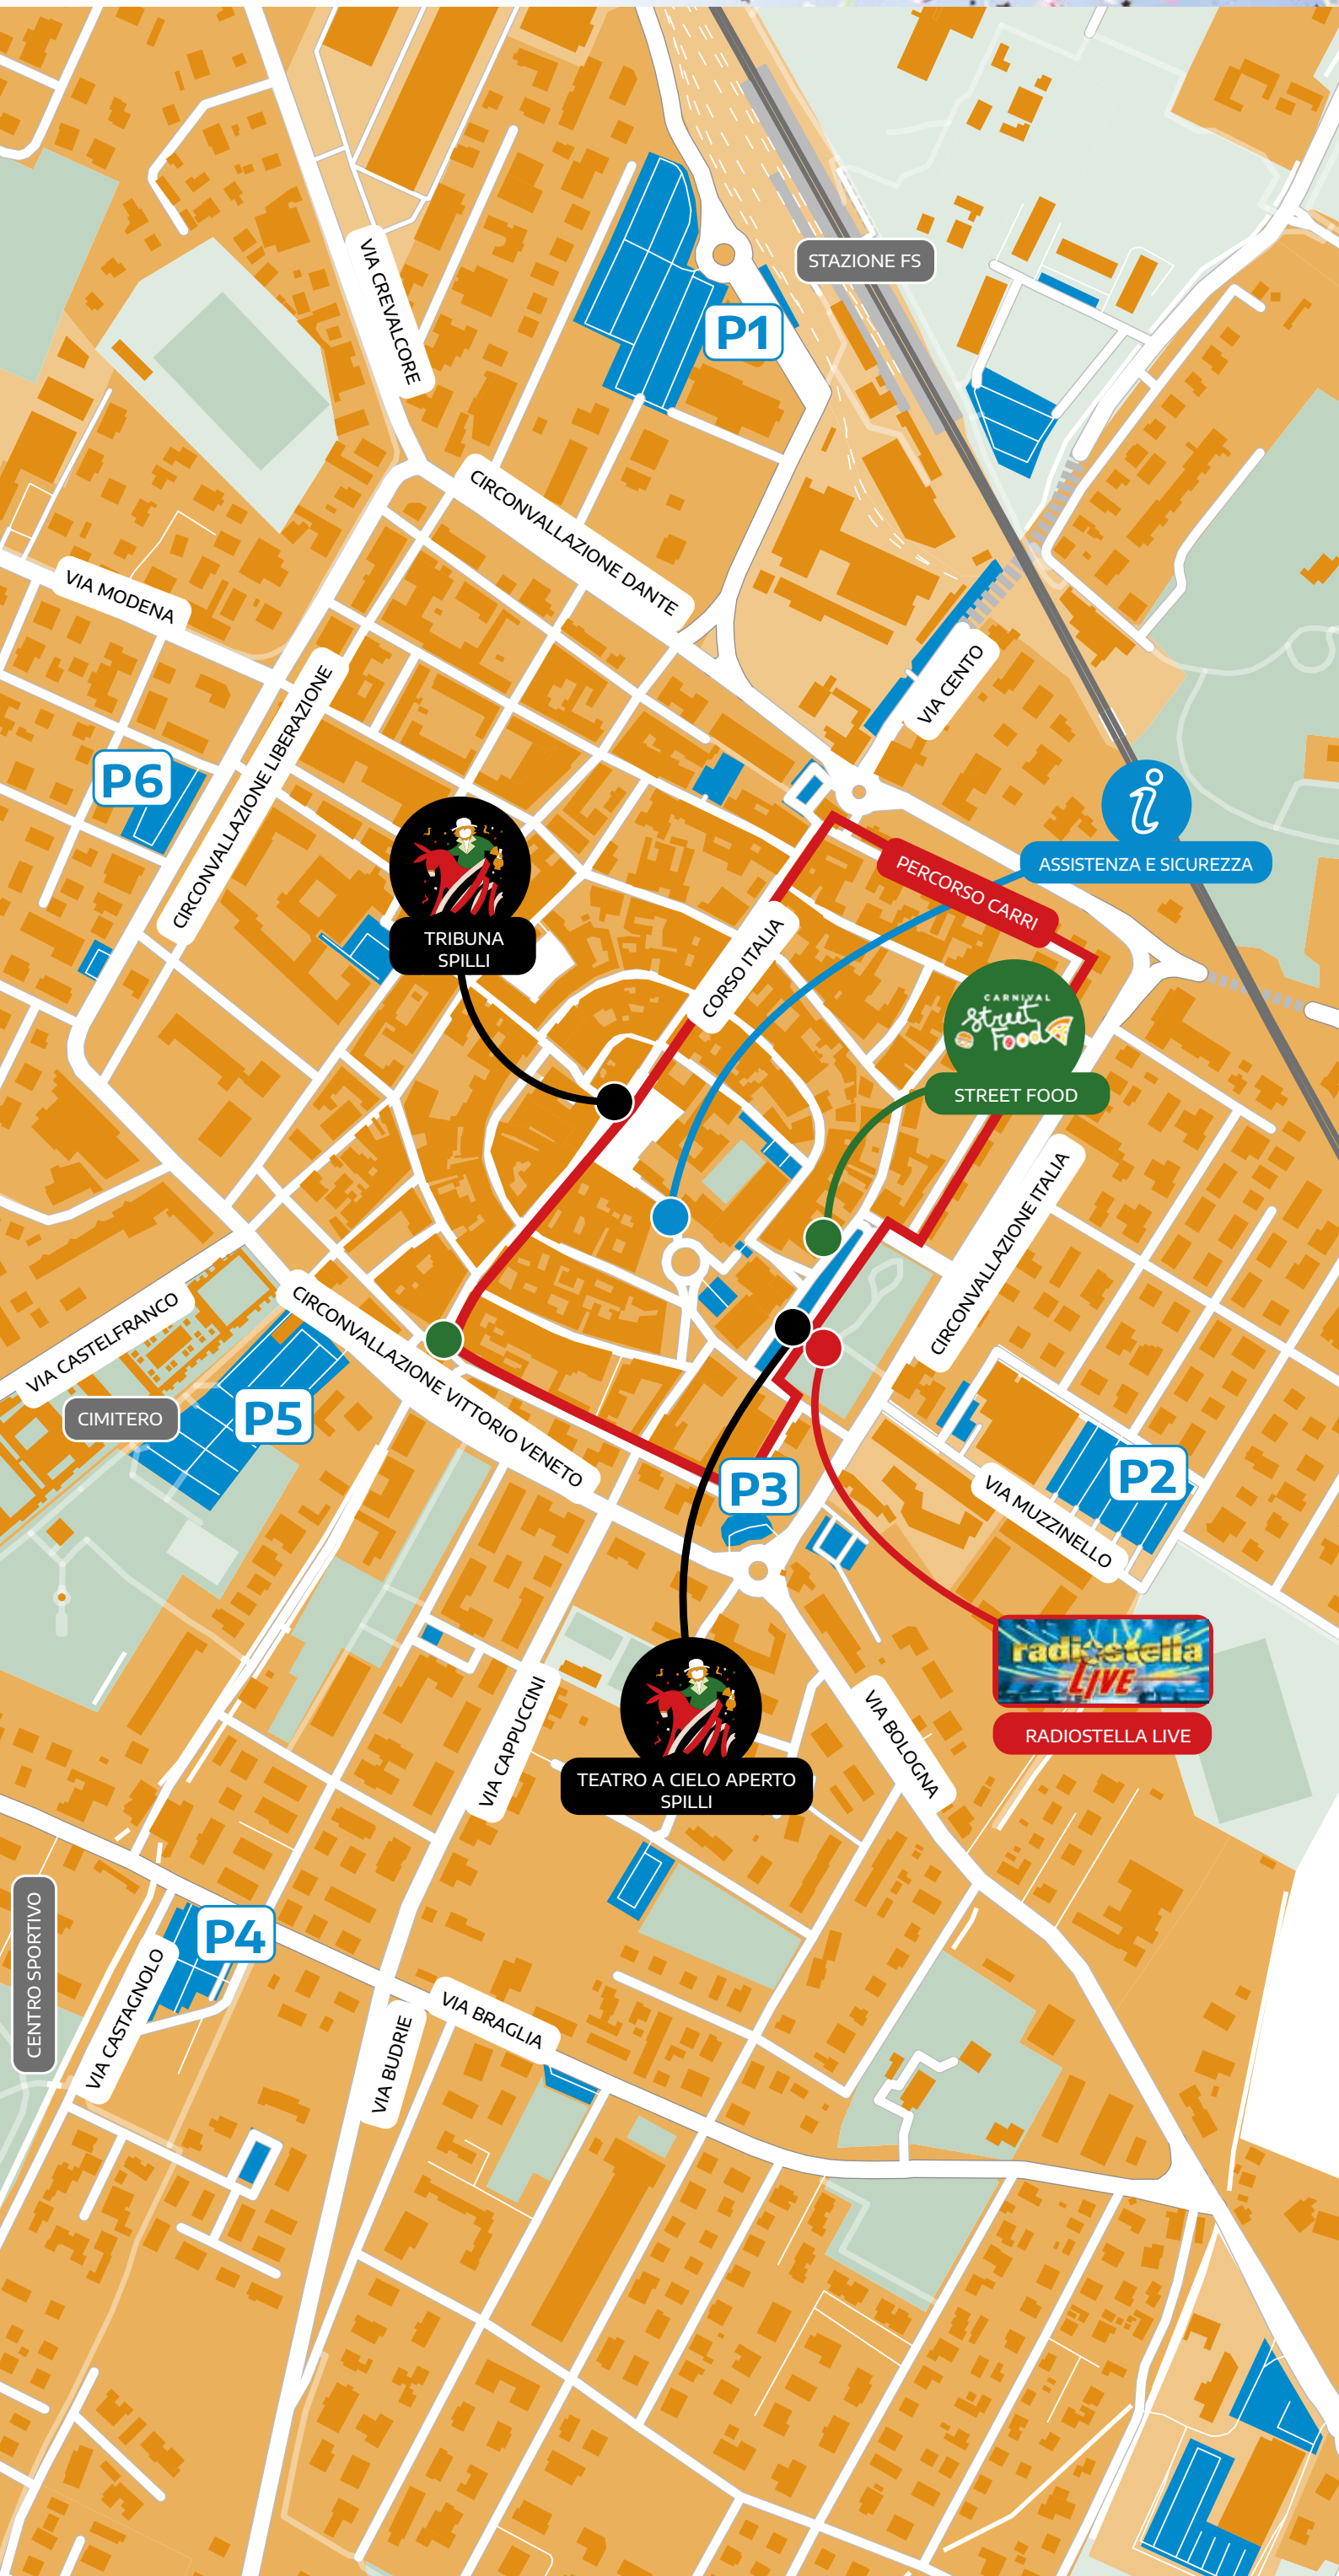 VIA CREVALCORE
STAZIONE FS
P1
CIRCONVALLAZIONE DANTE
VIA MODENA
VIA CENTO
CIRCONVALLAZIONE LIBERAZIONE
P6
ASSISTENZA E SICUREZZA
PERCORSO CARRI
TRIBUNA
SPILLI
CORSO ITALIA
CARNIVAL
Street
Food
STREET FOOD
CIRCONVALLAZIONE ITALIA
VIA CASTELFRANCO
CIRCONVALLAZIONE VITTORIO VENETO
CIMITERO
P5
P3
P2
VIA MUZZINELLO
radiostella
LIVE
RADIOSTELLA LIVE
VIA CAPPUCCINI
VIA BOLOGNA
TEATRO A CIELO APERTO
SPILLI
CENTRO SPORTIVO
P4
VIA CASTAGNOLO
VIA BRAGLIA
VIA BUDRIE